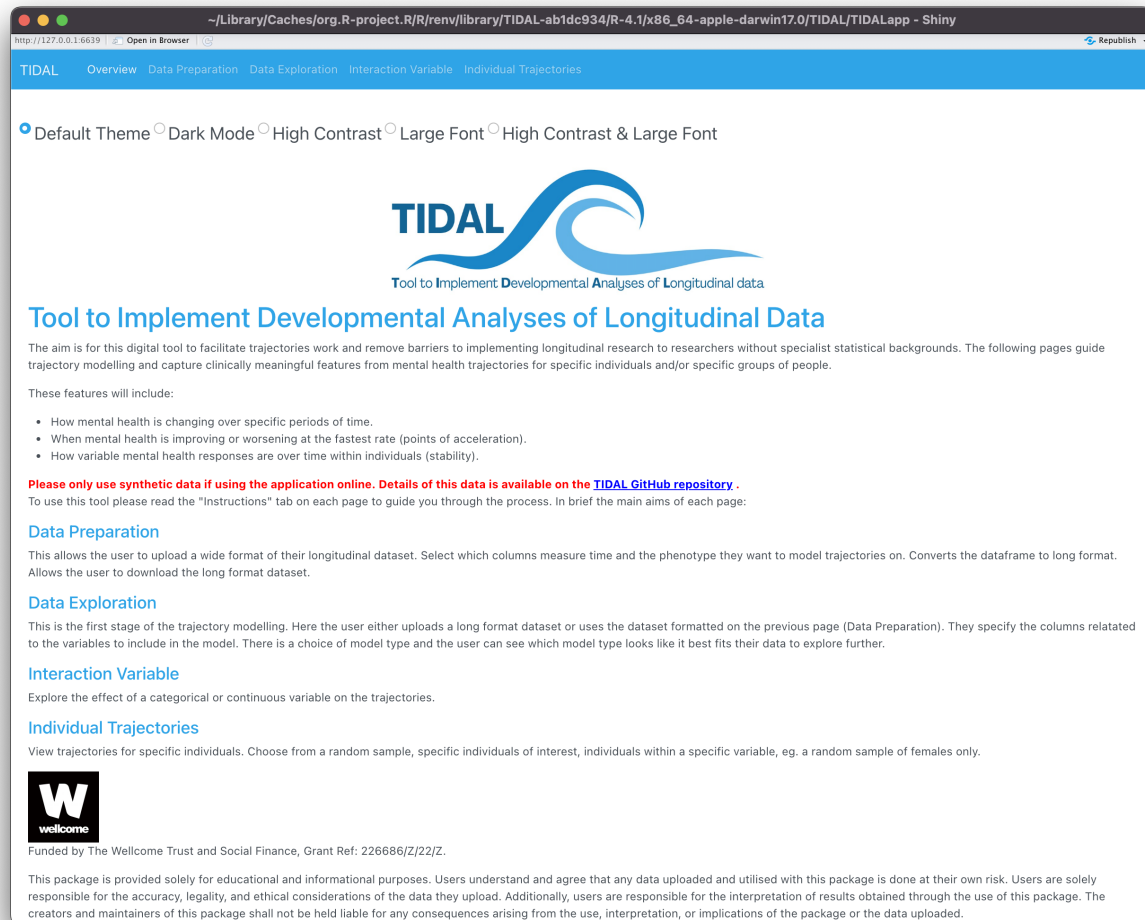 ~/Library/Caches/org.R-project.R/R/renv/library/TIDAL-ab1dc934/R-4.1/x86_64-apple-darwin17.0/TIDAL/TIDALapp - Shiny
http://127.0.0.1:6639 Open in Browser Republish
TIDAL Overview Data Preparation Data Exploration Interaction Variable Individual Trajectories
Default Theme Dark Mode High Contrast Large Font High Contrast & Large Font
TIDAL
Tool to Implement Developmental Analyses of Longitudinal data
Tool to Implement Developmental Analyses of Longitudinal Data
The aim is for this digital tool to facilitate trajectories work and remove barriers to implementing longitudinal research to researchers without specialist statistical backgrounds. The following pages guide
trajectory modelling and capture clinically meaningful features from mental health trajectories for specific individuals and/or specific groups of people.
These features will include:
• How mental health is changing over specific periods of time.
• When mental health is improving or worsening at the fastest rate (points of acceleration).
• How variable mental health responses are over time within individuals (stability).
Please only use synthetic data if using the application online. Details of this data is available on the TIDAL GitHub repository .
To use this tool please read the "Instructions" tab on each page to guide you through the process. In brief the main aims of each page:
Data Preparation
This allows the user to upload a wide format of their longitudinal dataset. Select which columns measure time and the phenotype they want to model trajectories on. Converts the dataframe to long format.
Allows the user to download the long format dataset.
Data Exploration
This is the first stage of the trajectory modelling. Here the user either uploads a long format dataset or uses the dataset formatted on the previous page (Data Preparation). They specify the columns relatated
to the variables to include in the model. There is a choice of model type and the user can see which model type looks like it best fits their data to explore further.
Interaction Variable
Explore the effect of a categorical or continuous variable on the trajectories.
Individual Trajectories
View trajectories for specific individuals. Choose from a random sample, specific individuals of interest, individuals within a specific variable, eg. a random sample of females only.
W
wellcome
Funded by The Wellcome Trust and Social Finance, Grant Ref: 226686/Z/22/Z.
This package is provided solely for educational and informational purposes. Users understand and agree that any data uploaded and utilised with this package is done at their own risk. Users are solely
responsible for the accuracy, legality, and ethical considerations of the data they upload. Additionally, users are responsible for the interpretation of results obtained through the use of this package. The
creators and maintainers of this package shall not be held liable for any consequences arising from the use, interpretation, or implications of the package or the data uploaded.